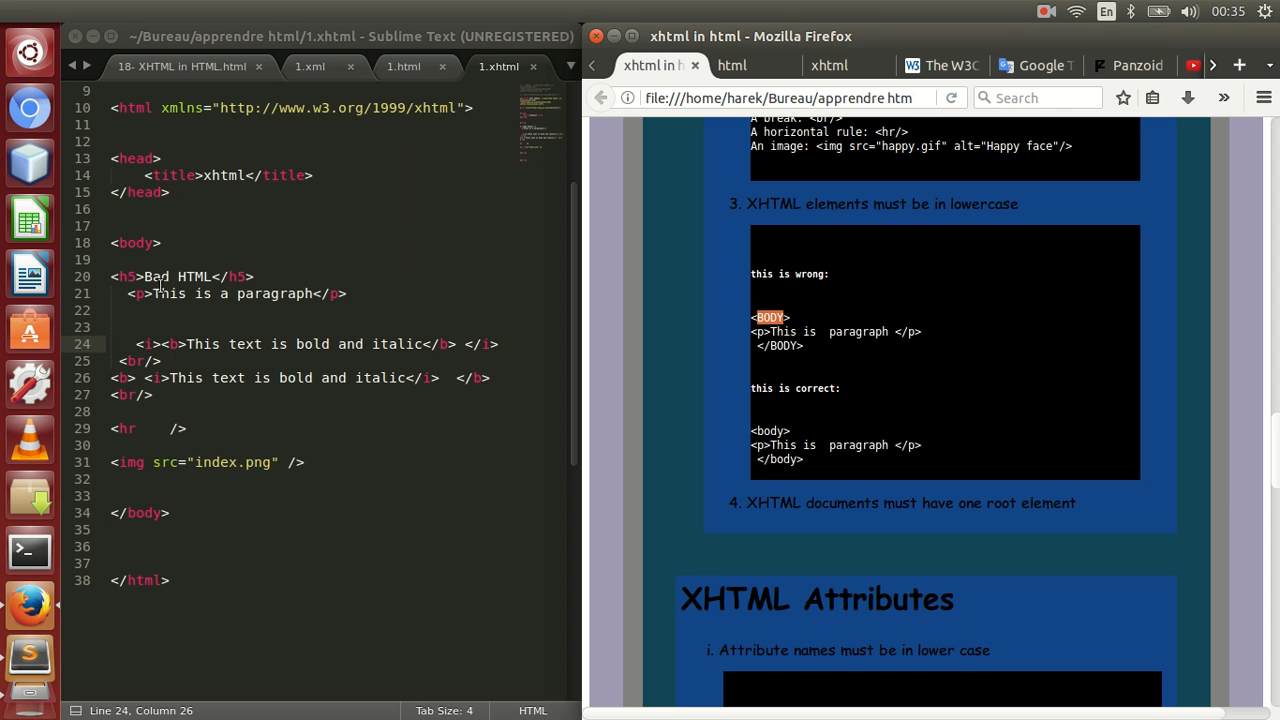 En
00:35
~/Bureau/apprendre html/1.xhtml - Sublime Text (UNREGISTERED)
18- XHTML in HTML.html
1.xml
1.html
1.xhtml
9
10 <html xmlns="http://www.w3.org/1999/xhtml">
11
12
13 <head>
14 <title>xhtml</title>
15 </head>
16
17
18 <body>
19
20 <h5>Bad HTML</h5>
21 <p>This is a paragraph</p>
22
23
24 <i><b>This text is bold and italic</b> </i>
25 <br/>
26 <b> <i>This text is bold and italic</i>  </b>
27 <br/>
28
29 <hr    />
30
31 <img src="index.png" />
32
33
34 </body>
35
36
37
38 </html>
Line 24, Column 26
Tab Size: 4
HTML
xhtml in html - Mozilla Firefox
xhtml in h
html
xhtml
The W3C
Google T
Panzoid
file:///home/harek/Bureau/apprendre htm
Search
A break: <br/>
A horizontal rule: <hr/>
An image: <img src="happy.gif" alt="Happy face"/>
3. XHTML elements must be in lowercase
this is wrong:
<BODY>
<p>This is  paragraph </p>
</BODY>
this is correct:
<body>
<p>This is  paragraph </p>
</body>
4. XHTML documents must have one root element
XHTML Attributes
i. Attribute names must be in lower case